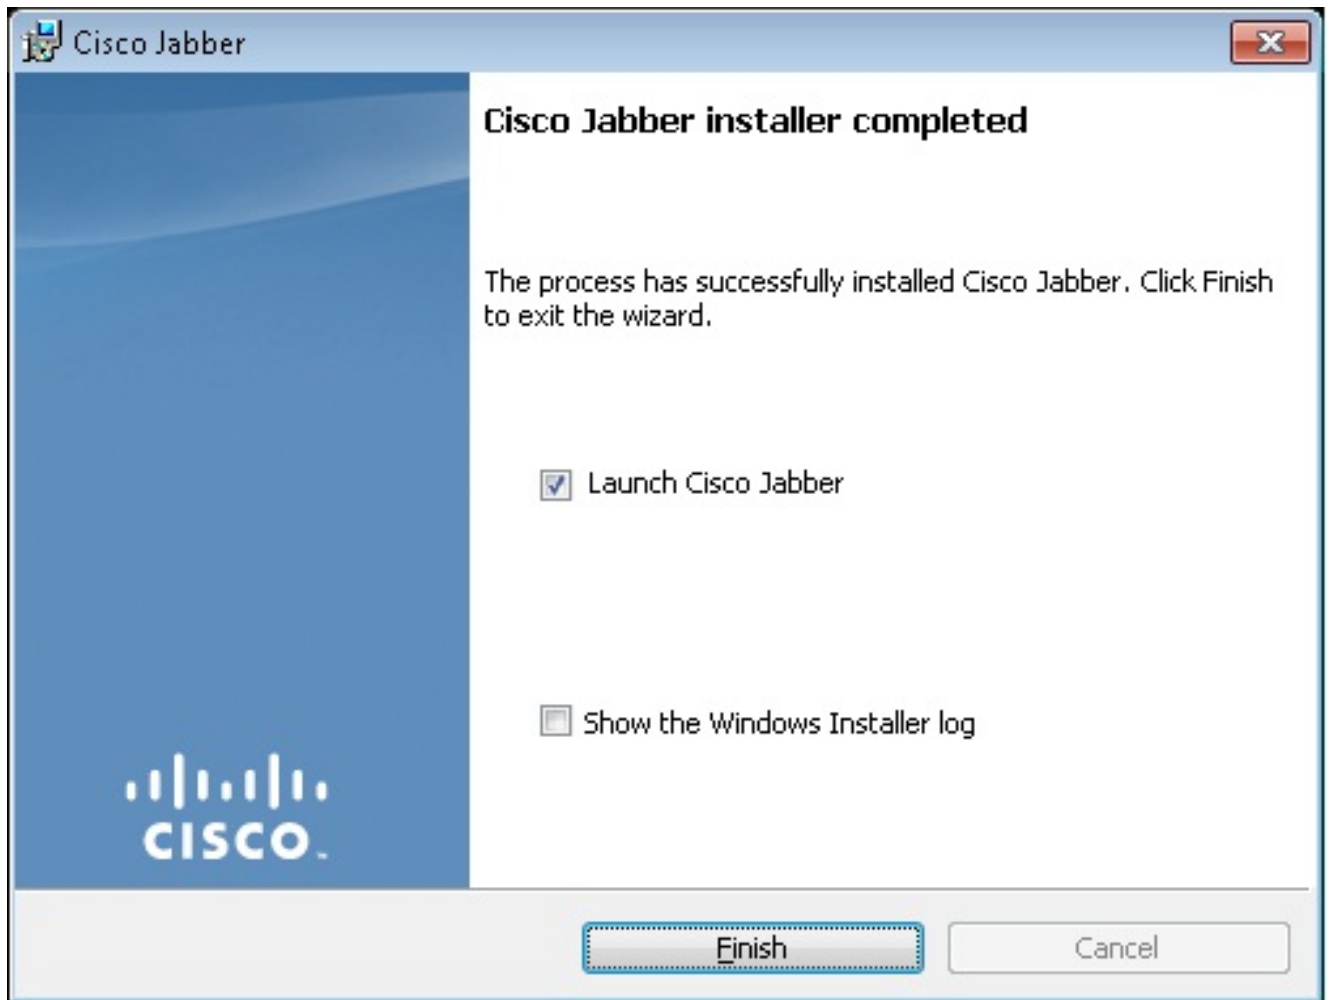 Cisco Jabber
Cisco Jabber installer completed
The process has successfully installed Cisco Jabber. Click Finish
to exit the wizard.
Launch Cisco Jabber
Show the Windows Installer log
CISCO.
Finish
Cancel